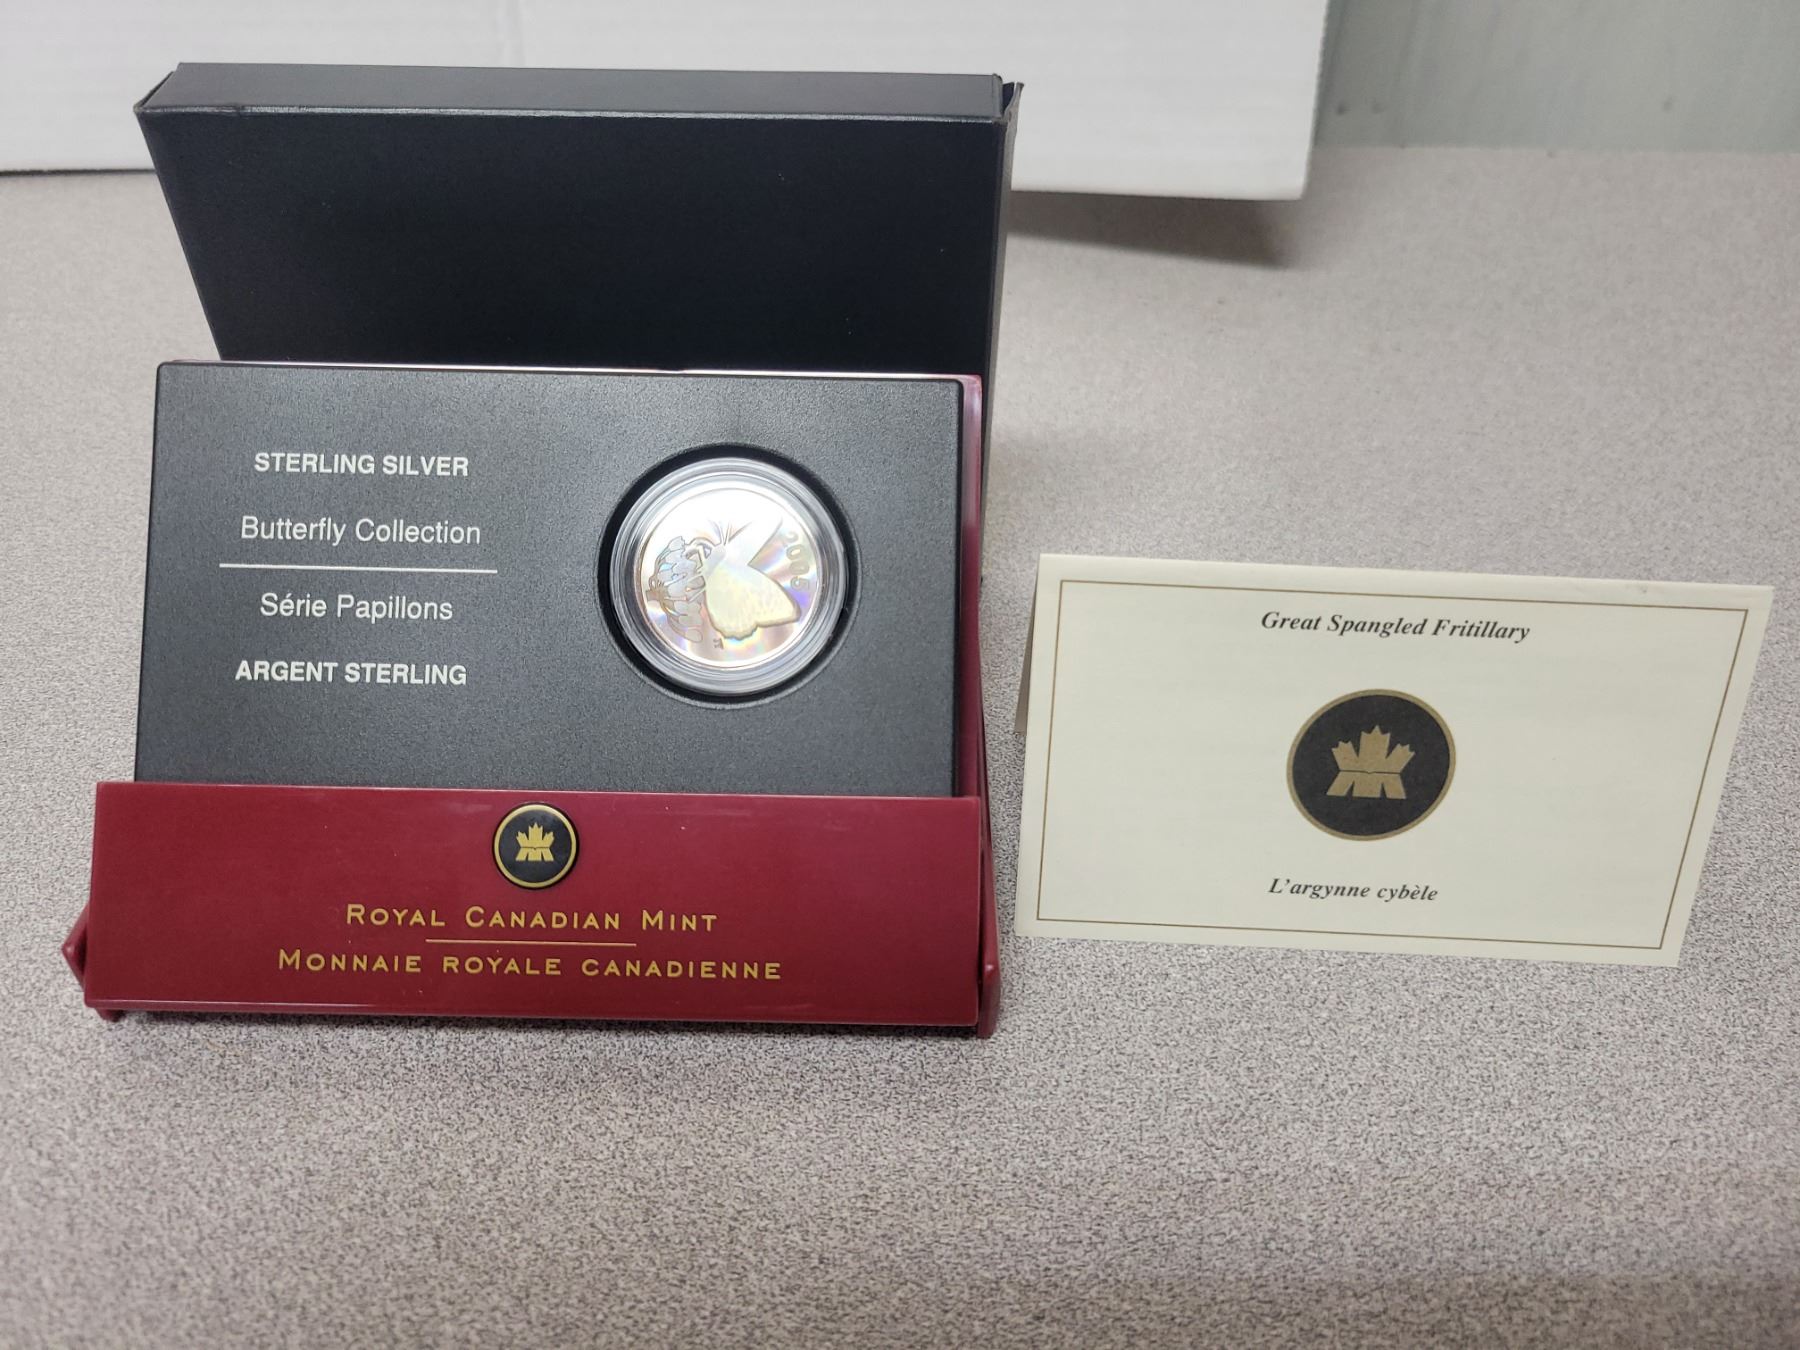 STERLING SILVER
Butterfly Collection
Série Papillons
ARGENT STERLING
2005
ROYAL CANADIAN MINT
MONNAIE ROYALE CANADIENNE
Great Spangled Fritillary
L'argynne cybèle